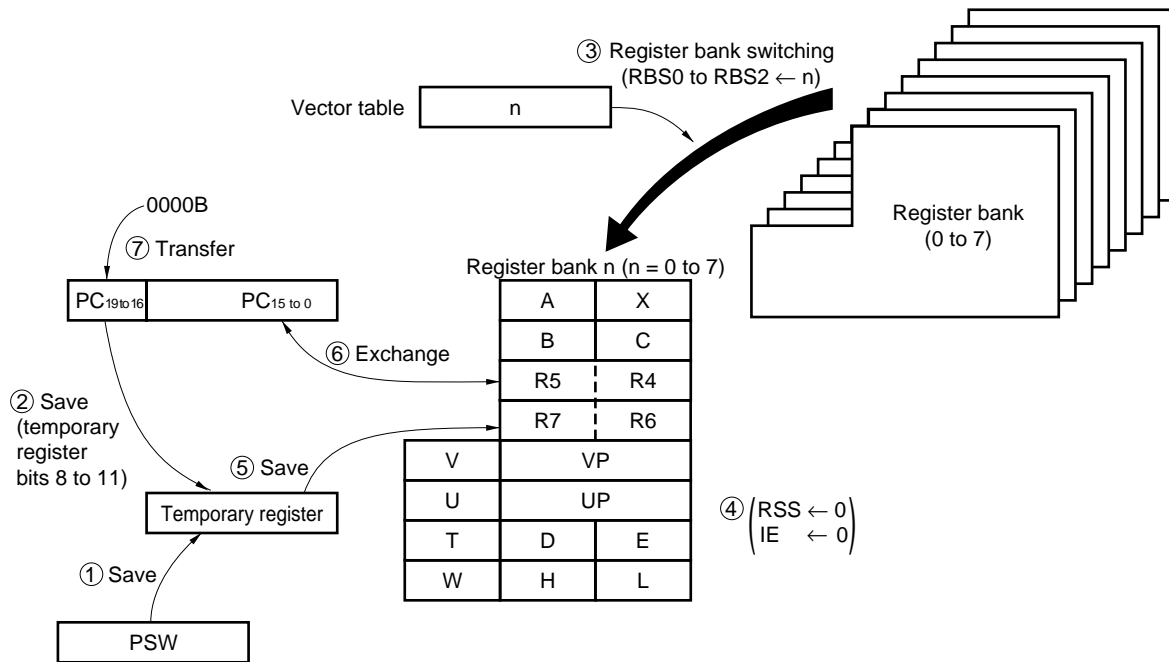 ③ Register bank switching
(RBS0 to RBS2 ← n)
Vector table
n
Register bank
(0 to 7)
0000B
⑦ Transfer
Register bank n (n = 0 to 7)
PC19to16
PC15 to 0
A
X
B
C
⑥ Exchange
R5
R4
R7
R6
② Save
(temporary
register
bits 8 to 11)
⑤ Save
V
VP
U
UP
Temporary register
④ RSS ← 0
IE ← 0
T
D
E
W
H
L
① Save
PSW